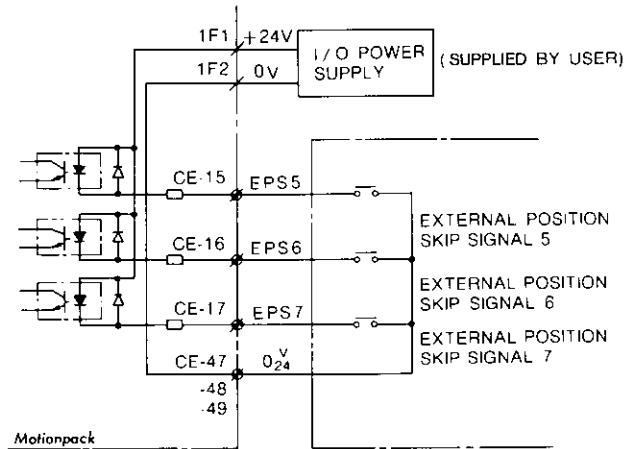 1F1 +24V
1F2 0V
I/O POWER
SUPPLY
(SUPPLIED BY USER)
CE-15 EPS5
EXTERNAL POSITION
SKIP SIGNAL 5
CE-16 EPS6
EXTERNAL POSITION
SKIP SIGNAL 6
CE-17 EPS7
EXTERNAL POSITION
SKIP SIGNAL 7
CE-47 0 V 24
-48
-49
Motionpack